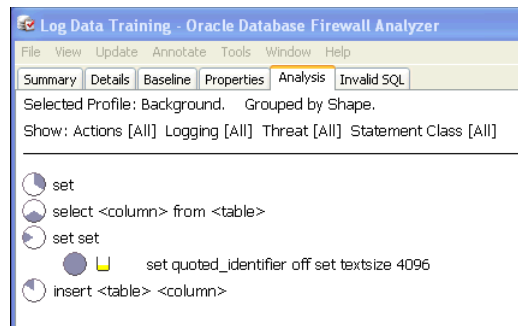 Log Data Training - Oracle Database Firewall Analyzer
File View Update Annotate Tools Window Help
Summary Details Baseline Properties Analysis Invalid SQL
Selected Profile: Background. Grouped by Shape.
Show: Actions [All] Logging [All] Threat [All] Statement Class [All]
set
select <column> from <table>
set set
set quoted_identifier off set textsize 4096
insert <table> <column>